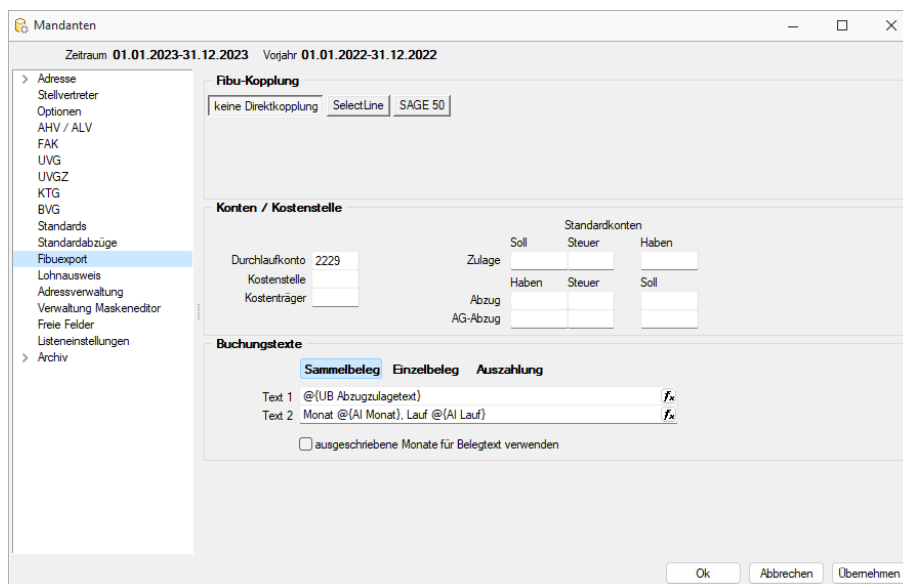 Mandanten
Zeitraum 01.01.2023-31.12.2023 Vorjahr 01.01.2022-31.12.2022
Adresse
Stellvertreter
Optionen
AHV / ALV
FAK
UVG
UVGZ
KTG
BVG
Standards
Standardabzüge
Fibuexport
Lohnausweis
Adressverwaltung
Verwaltung Maskeneditor
Freie Felder
Listeneinstellungen
Archiv
Fibu-Kopplung
keine Direktkopplung SelectLine SAGE 50
Konten / Kostenstelle
Standardkonten
Soll Steuer Haben
Durchlaufkonto 2229 Zulage
Kostenstelle Haben Steuer Soll
Kostenträger Abzug
AG-Abzug
Buchungstexte
Sammelbeleg Einzelbeleg Auszahlung
Text 1 @{UB Abzugzulagetext} fx
Text 2 Monat @{AI Monat}, Lauf @{AI Lauf} fx
ausgeschriebene Monate für Belegtext verwenden
Ok Abbrechen Übernehmen